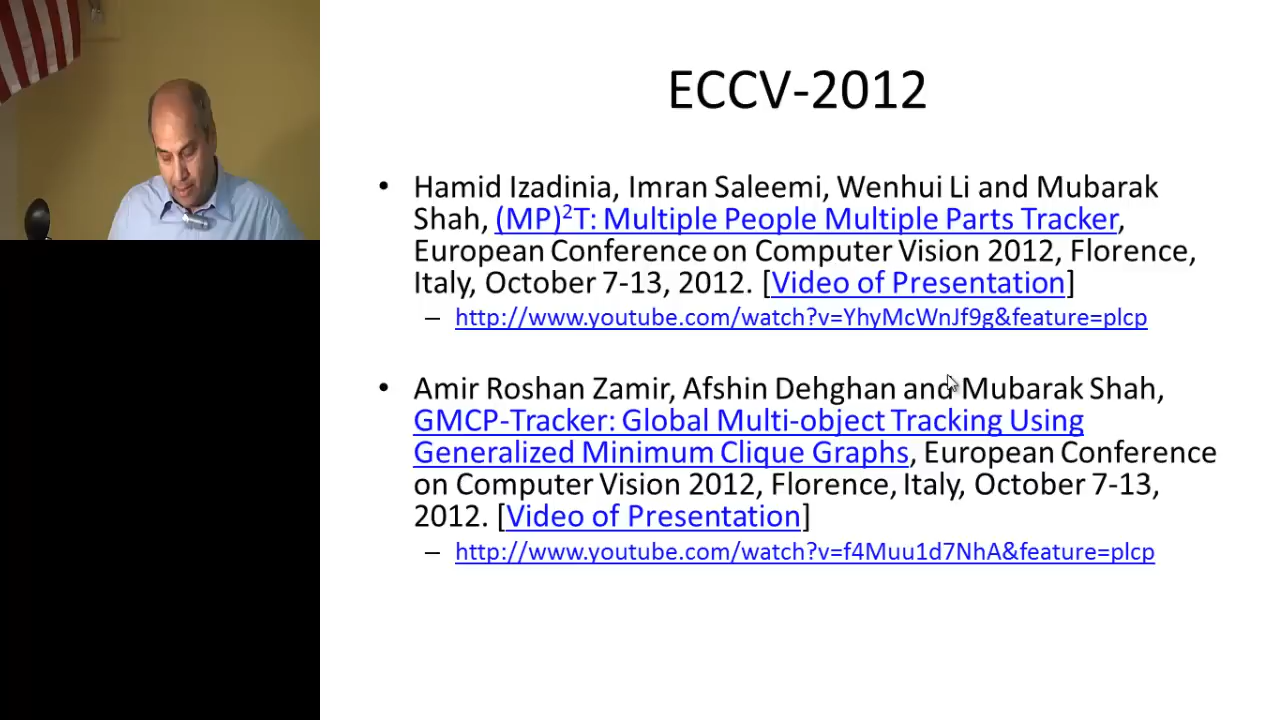 ECCV-2012
• Hamid Izadinia, Imran Saleemi, Wenhui Li and Mubarak
Shah, (MP)²T: Multiple People Multiple Parts Tracker,
European Conference on Computer Vision 2012, Florence,
Italy, October 7-13, 2012. [Video of Presentation]
– http://www.youtube.com/watch?v=YhyMcWnJf9g&feature=plcp
• Amir Roshan Zamir, Afshin Dehghan and Mubarak Shah,
GMCP-Tracker: Global Multi-object Tracking Using
Generalized Minimum Clique Graphs, European Conference
on Computer Vision 2012, Florence, Italy, October 7-13,
2012. [Video of Presentation]
– http://www.youtube.com/watch?v=f4Muu1d7NhA&feature=plcp